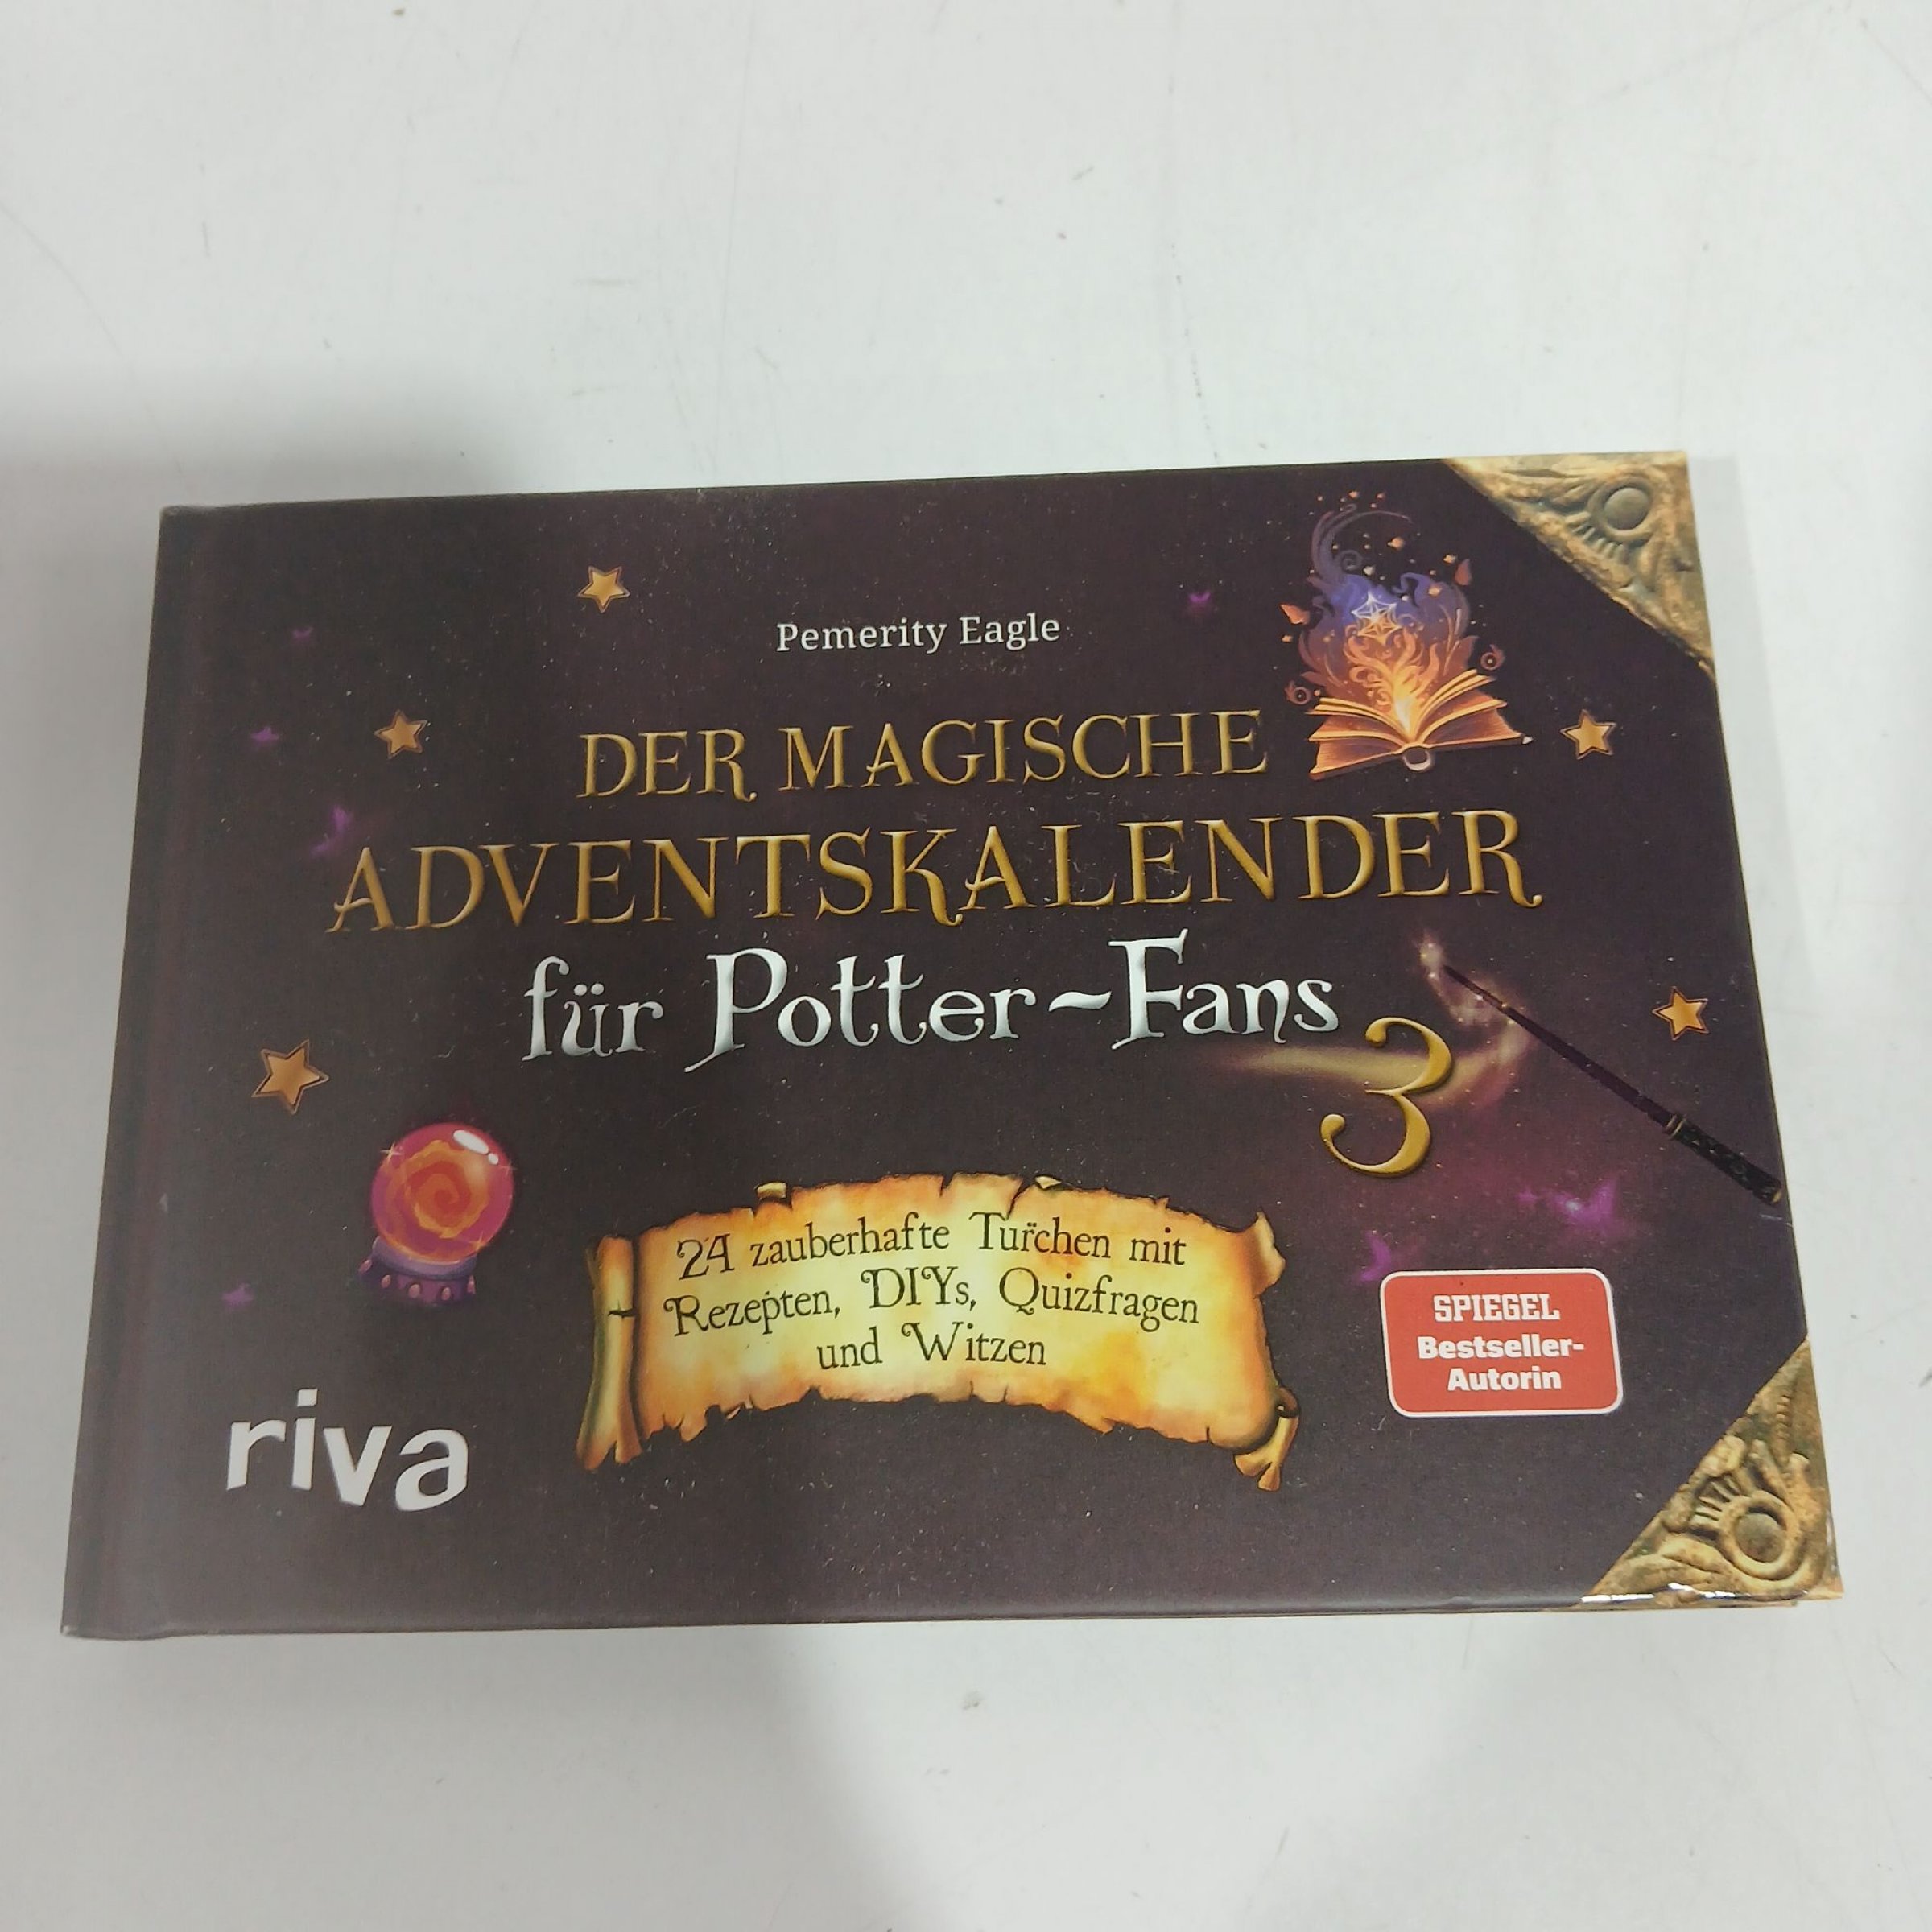 Pemerity Eagle
DER MAGISCHE
ADVENTSKALENDER
für Potter-Fans
3
24 zauberhafte Türchen mit
Rezepten, DIYs, Quizfragen
und Witzen
SPIEGEL
Bestseller-
Autorin
riva